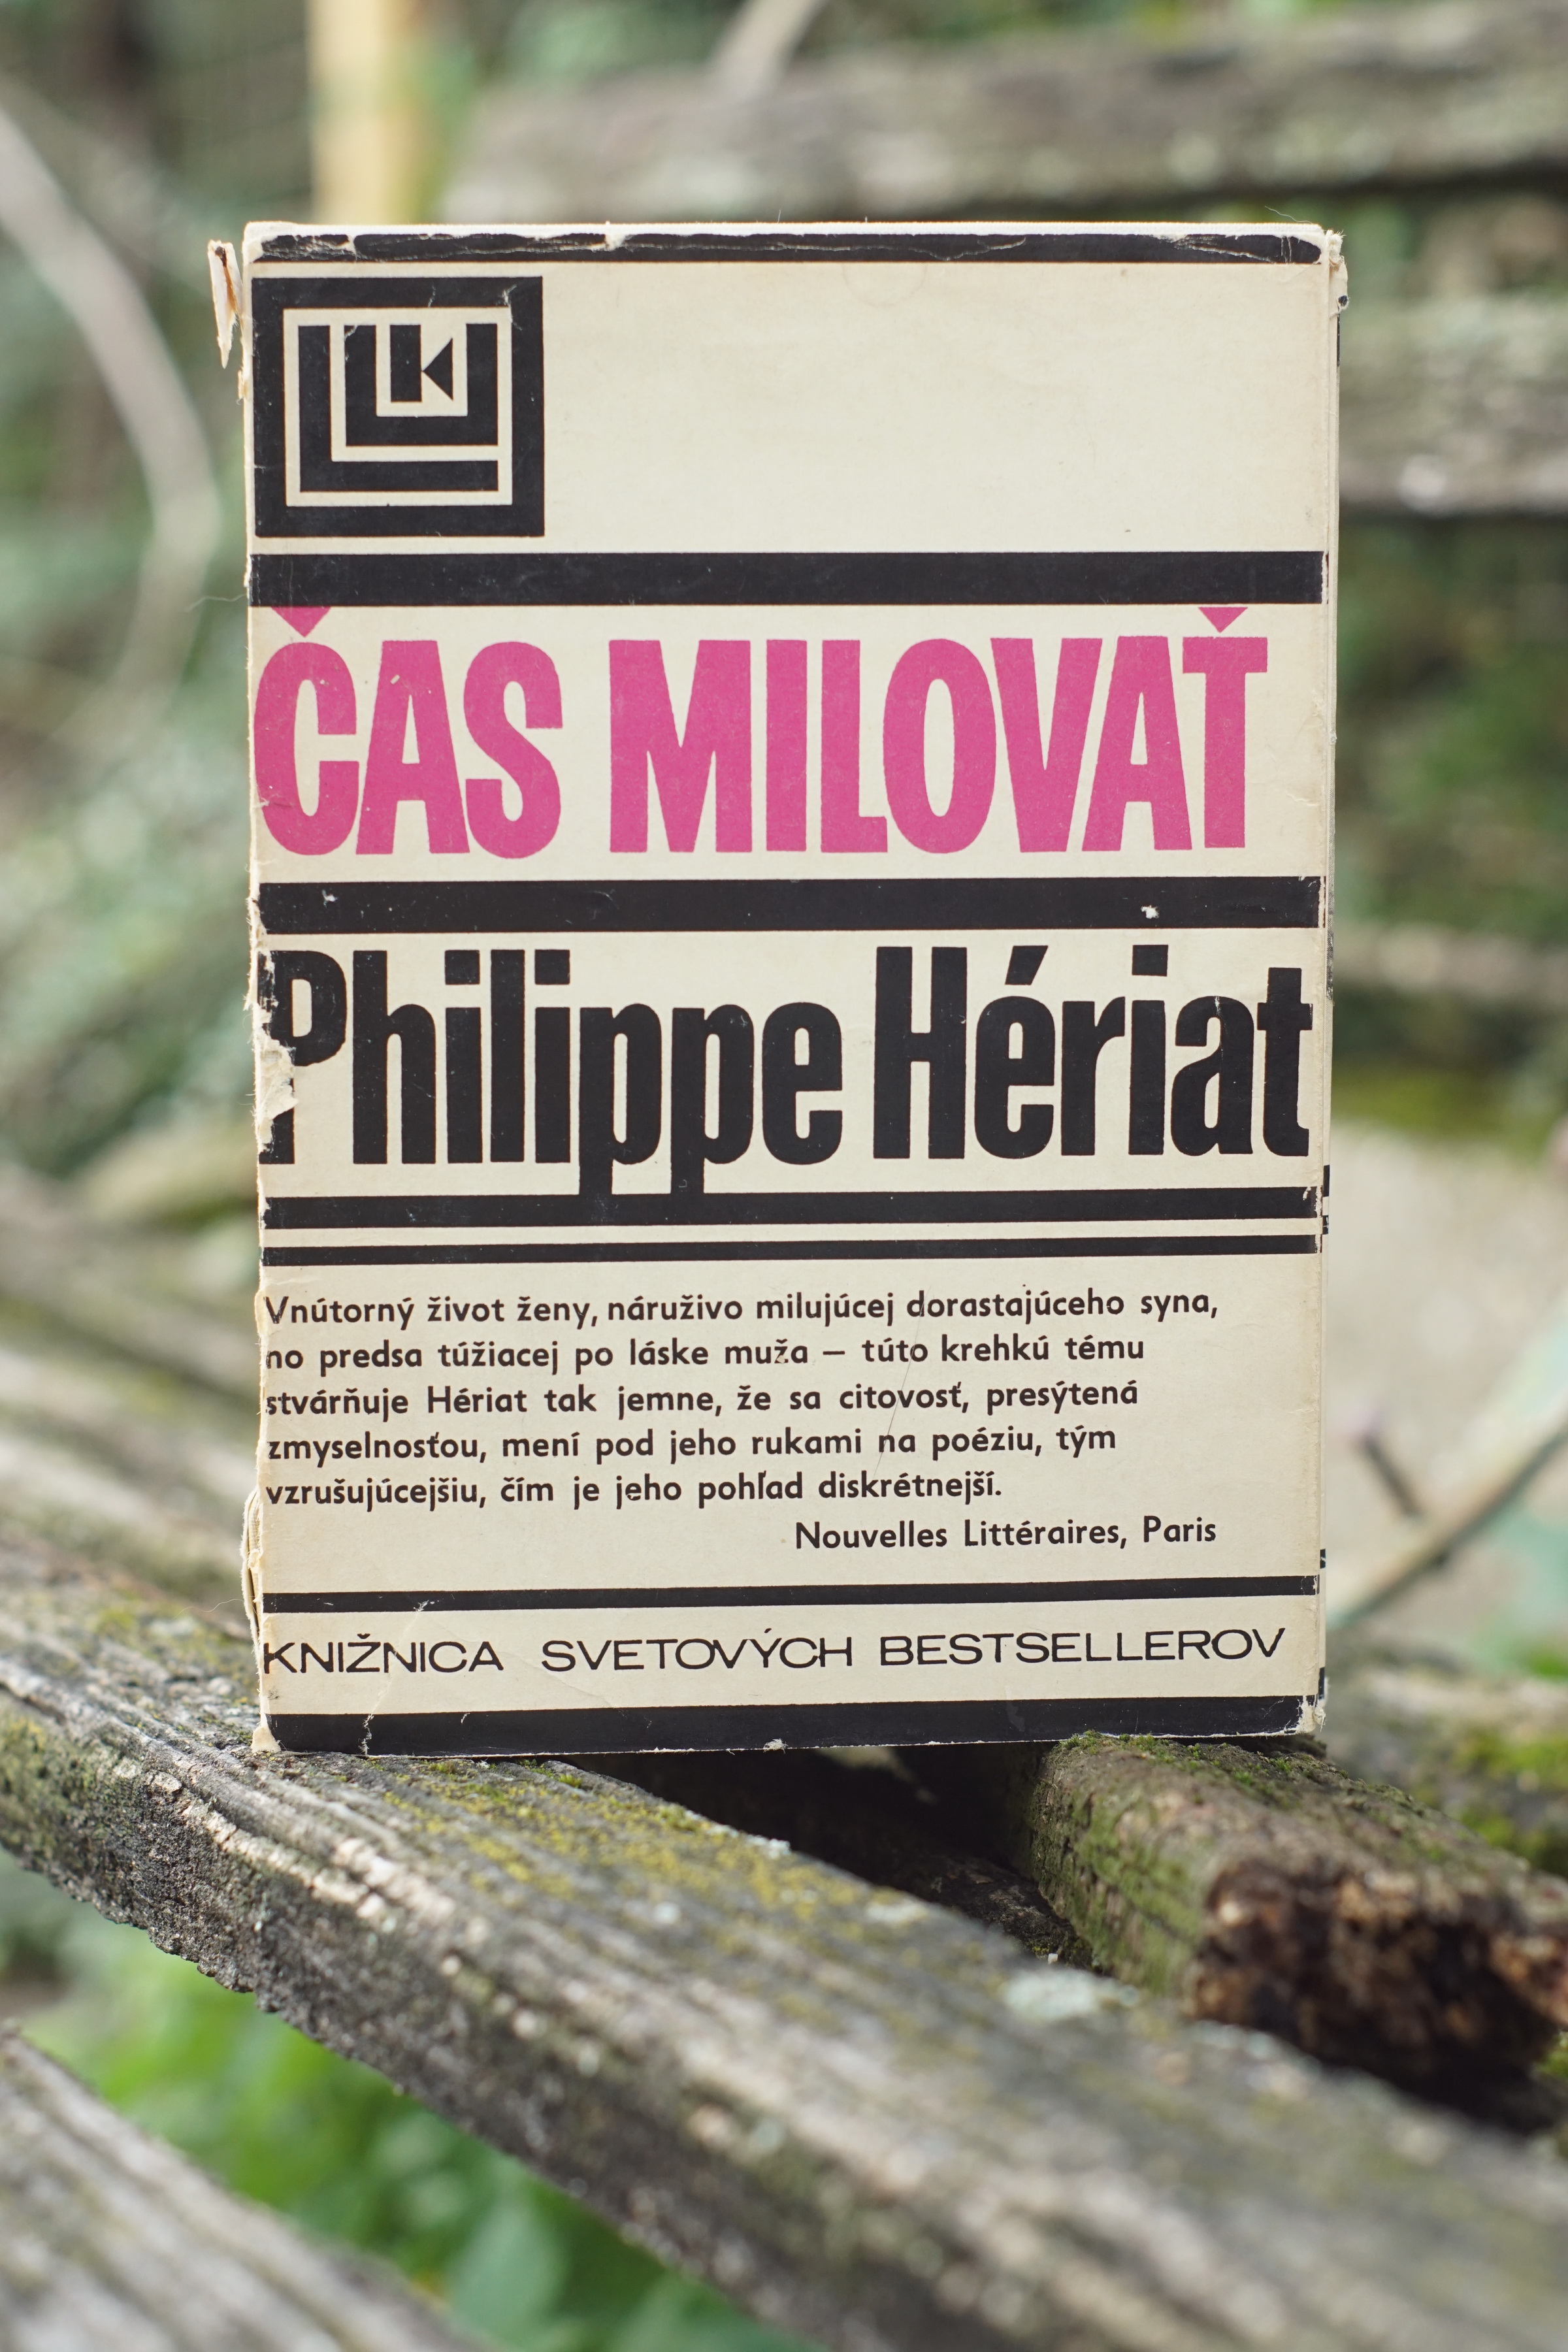 ČAS MILOVAŤ
Philippe Hériat
Vnútorný život ženy, náruživo milujúcej dorastajúceho syna,
no predsa túžiacej po láske muža – túto krehkú tému
stvárňuje Hériat tak jemne, že sa citovosť, presýtená
zmyselnosťou, mení pod jeho rukami na poéziu, tým
vzrušujúcejšiu, čím je jeho pohľad diskrétnejší.
Nouvelles Littéraires, Paris
KNIŽNICA SVETOVÝCH BESTSELLEROV